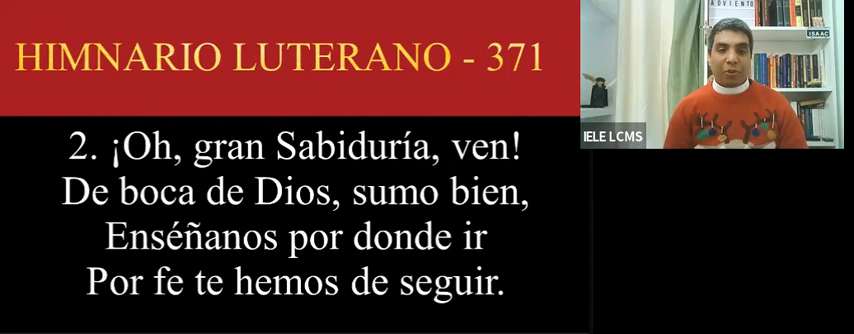 HIMNARIO LUTERANO - 371
2. ¡Oh, gran Sabiduría, ven!
De boca de Dios, sumo bien,
Enséñanos por donde ir
Por fe te hemos de seguir.
ADVIENTO
ISAAC
IELE LCMS